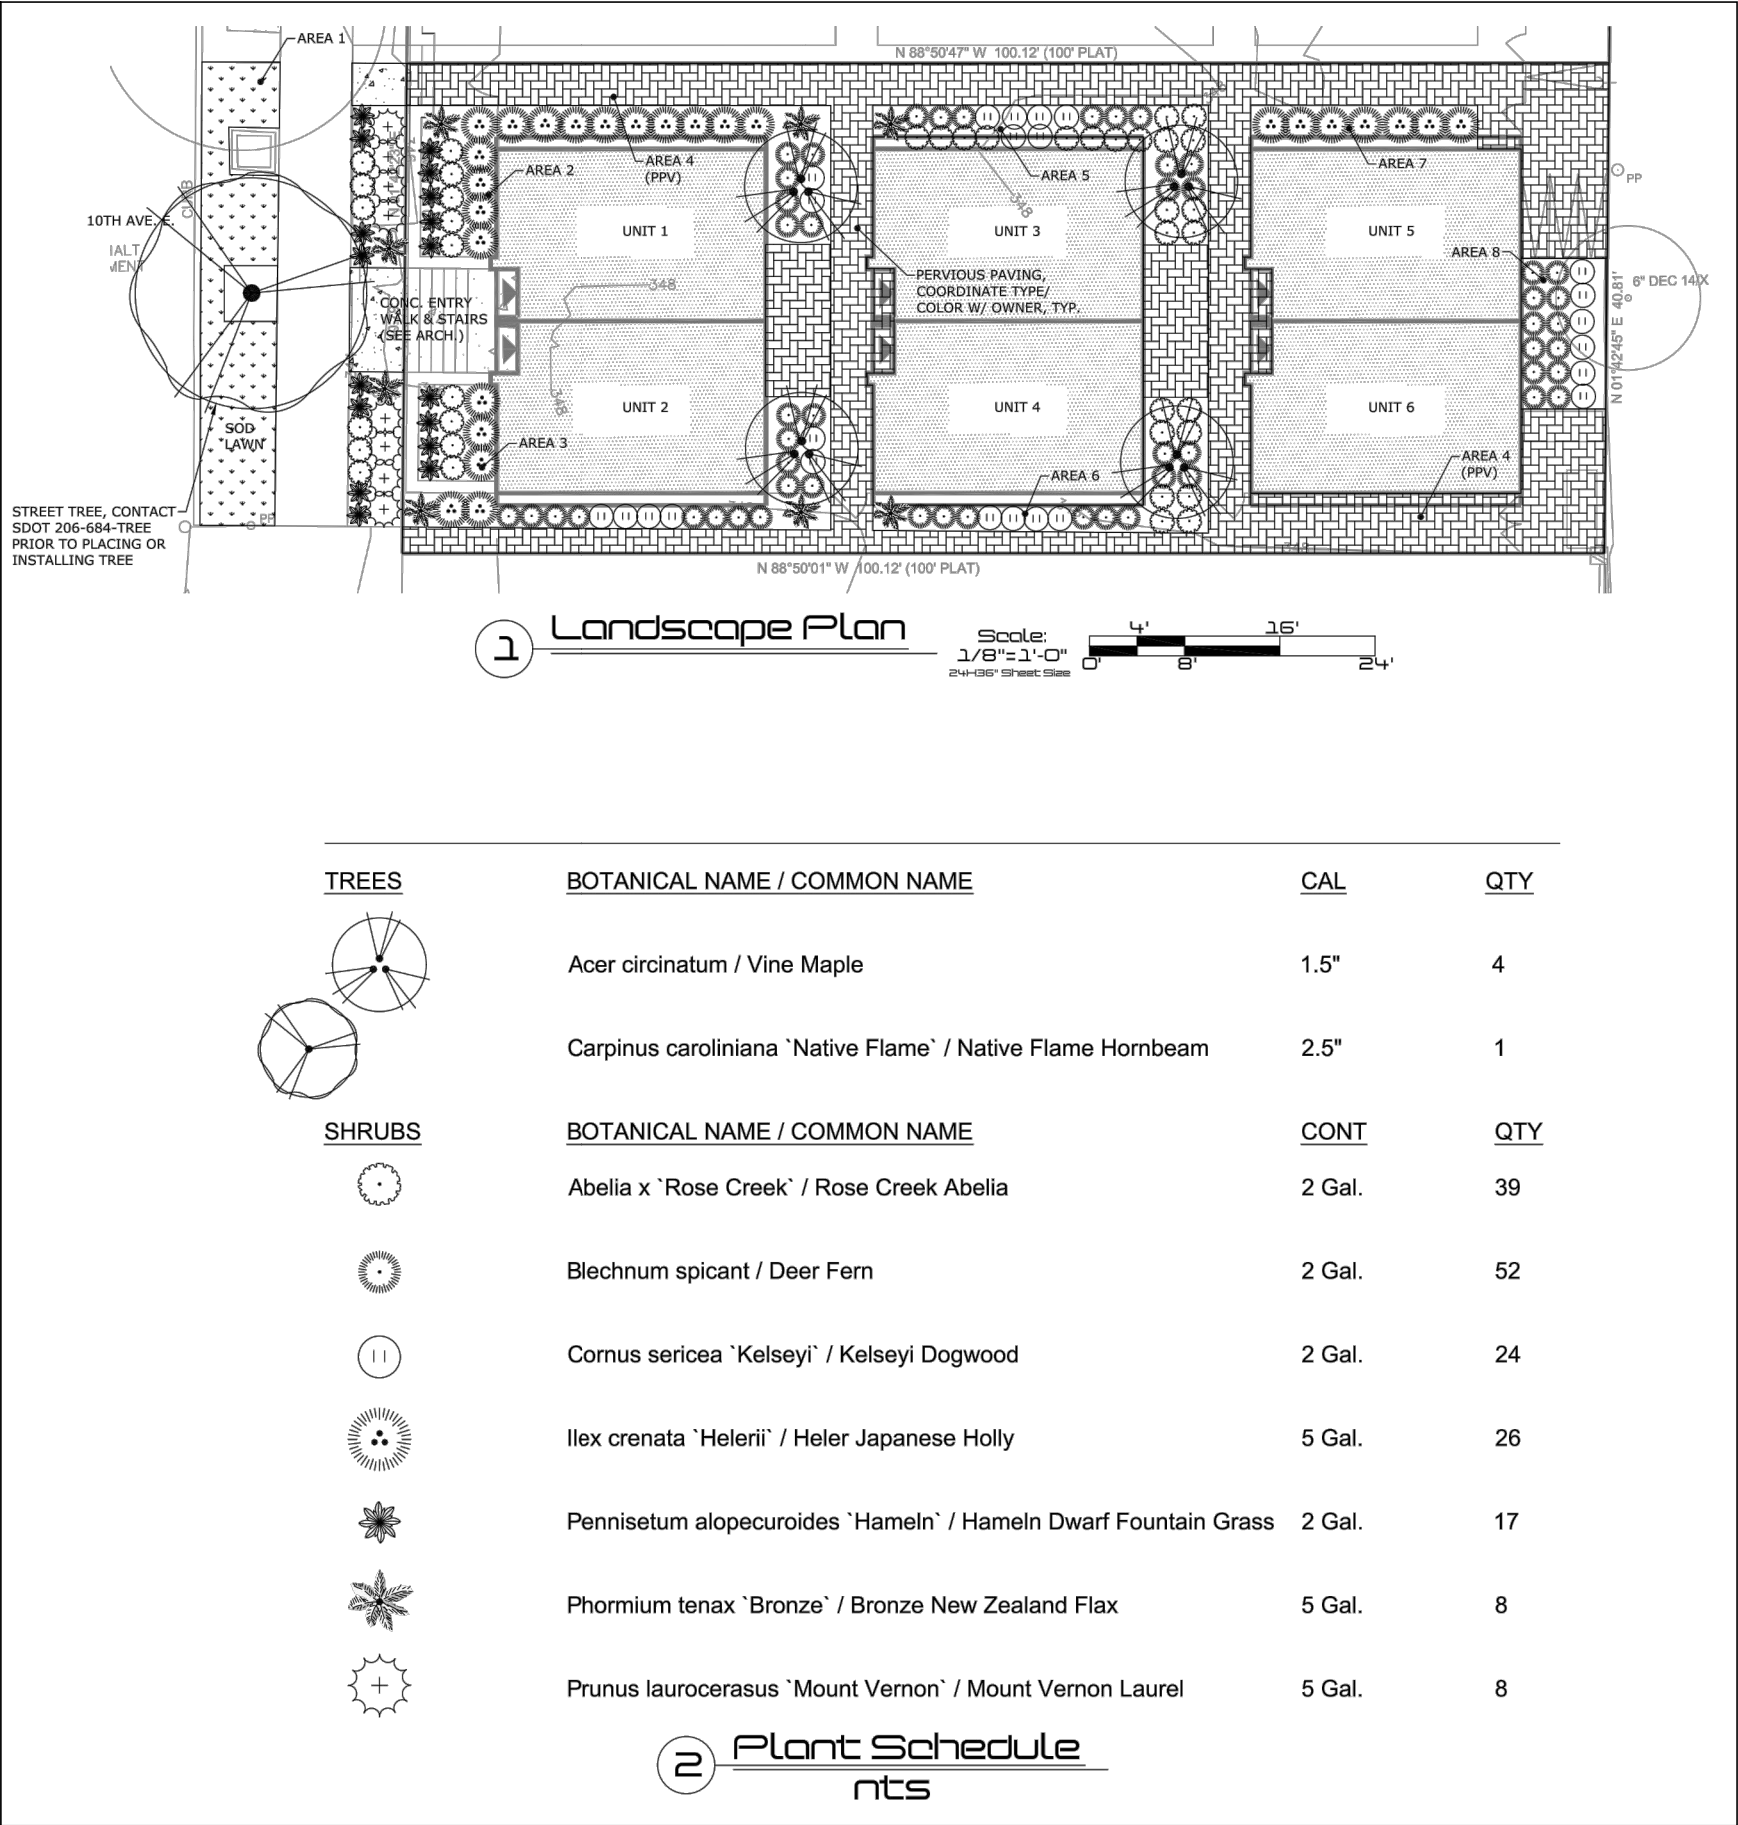 AREA 1
N 88°50'47" W 100.12' (100' PLAT)
AREA 2
AREA 4
(PPV)
AREA 5
AREA 7
PP
10TH AVE. E.
UNIT 1
UNIT 3
UNIT 5
AREA 8
6" DEC 14/X
348
348
348
PERVIOUS PAVING,
COORDINATE TYPE/
COLOR W/ OWNER, TYP.
CONC. ENTRY
WALK & STAIRS
(SEE ARCH.)
N 01°42'45" E 40.81'
348
UNIT 2
UNIT 4
UNIT 6
SOD
LAWN
AREA 3
AREA 6
AREA 4
(PPV)
STREET TREE, CONTACT
SDOT 206-684-TREE
PRIOR TO PLACING OR
INSTALLING TREE
PP
348
N 88°50'01" W 100.12' (100' PLAT)
1 Landscape Plan
Scale:
1/8"=1'-0"
24H36" Sheet Size
4' 16'
0' 8' 24'
TREES BOTANICAL NAME / COMMON NAME CAL QTY
Acer circinatum / Vine Maple 1.5" 4
Carpinus caroliniana `Native Flame` / Native Flame Hornbeam 2.5" 1
SHRUBS BOTANICAL NAME / COMMON NAME CONT QTY
Abelia x `Rose Creek` / Rose Creek Abelia 2 Gal. 39
Blechnum spicant / Deer Fern 2 Gal. 52
Cornus sericea `Kelseyi` / Kelseyi Dogwood 2 Gal. 24
Ilex crenata `Helerii` / Heler Japanese Holly 5 Gal. 26
Pennisetum alopecuroides `Hameln` / Hameln Dwarf Fountain Grass 2 Gal. 17
Phormium tenax `Bronze` / Bronze New Zealand Flax 5 Gal. 8
Prunus laurocerasus `Mount Vernon` / Mount Vernon Laurel 5 Gal. 8
2 Plant Schedule
nts